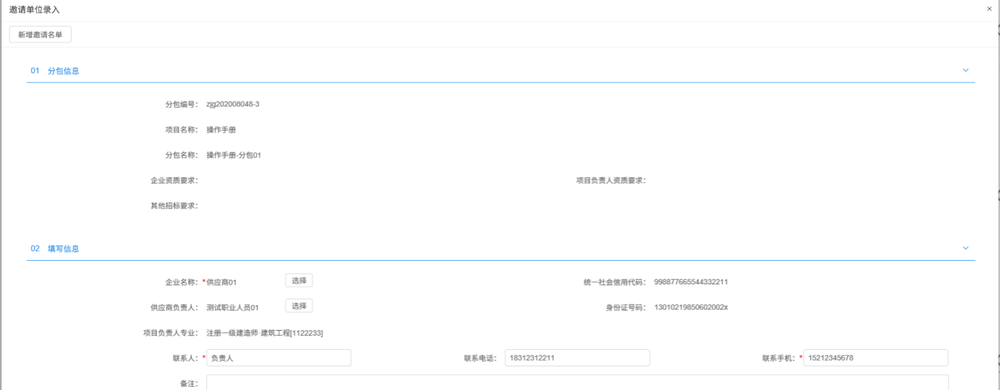 邀请单位录入 ×
新增邀请名单
01 分包信息
分包编号： zjg202008048-3
项目名称： 操作手册
分包名称： 操作手册-分包01
企业资质要求： 项目负责人资质要求：
其他招标要求：
02 填写信息
企业名称：*供应商01 选择 统一社会信用代码： 998877665544332211
供应商负责人： 测试职业人员01 选择 身份证号码： 13010219850602002x
项目负责人专业： 注册一级建造师·建筑工程[1122233]
联系人：* 负责人 联系电话： 18312312211 联系手机：* 15212345678
备注：